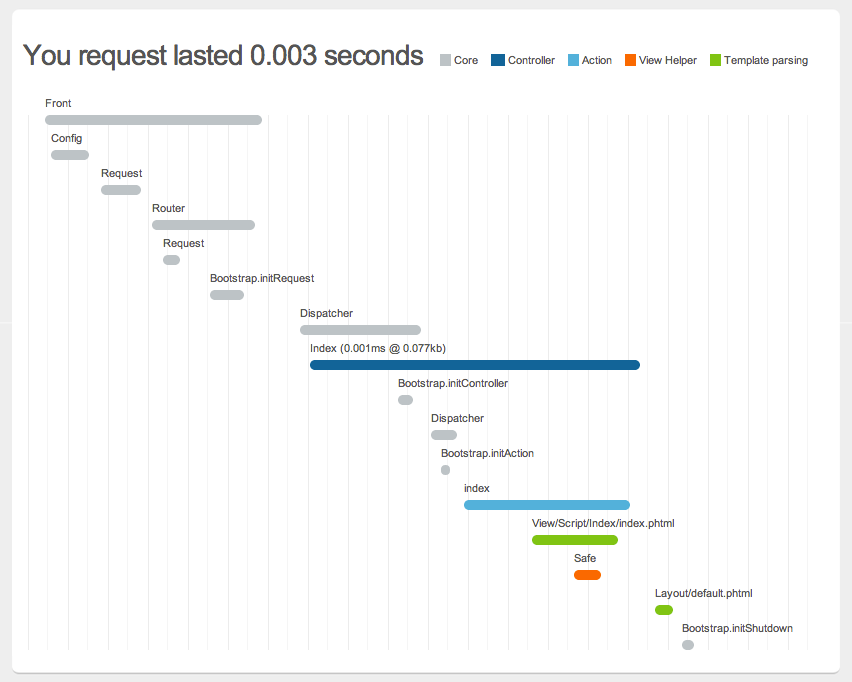 You request lasted 0.003 seconds
Core Controller Action View Helper Template parsing
Front
Config
Request
Router
Request
Bootstrap.initRequest
Dispatcher
Index (0.001ms @ 0.077kb)
Bootstrap.initController
Dispatcher
Bootstrap.initAction
index
View/Script/Index/index.phtml
Safe
Layout/default.phtml
Bootstrap.initShutdown